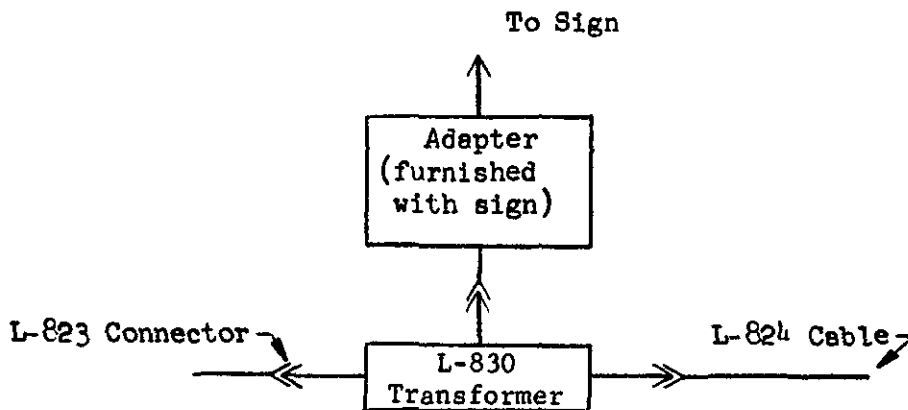 To Sign
Adapter
(furnished
with sign)
L-823 Connector
L-824 Cable
L-830
Transformer